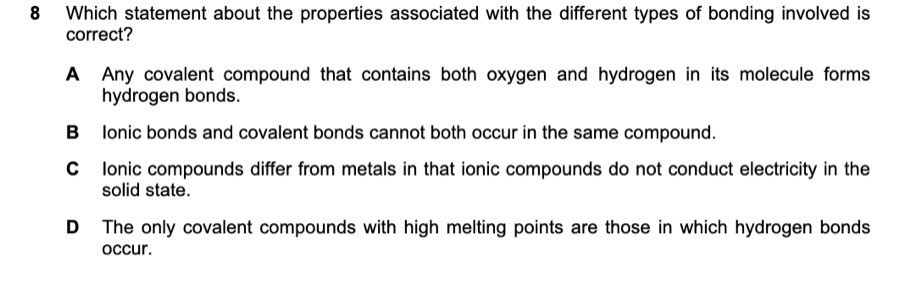 8 Which statement about the properties associated with the different types of bonding involved is
correct?
A Any covalent compound that contains both oxygen and hydrogen in its molecule forms
hydrogen bonds.
B Ionic bonds and covalent bonds cannot both occur in the same compound.
C Ionic compounds differ from metals in that ionic compounds do not conduct electricity in the
solid state.
D The only covalent compounds with high melting points are those in which hydrogen bonds
occur.